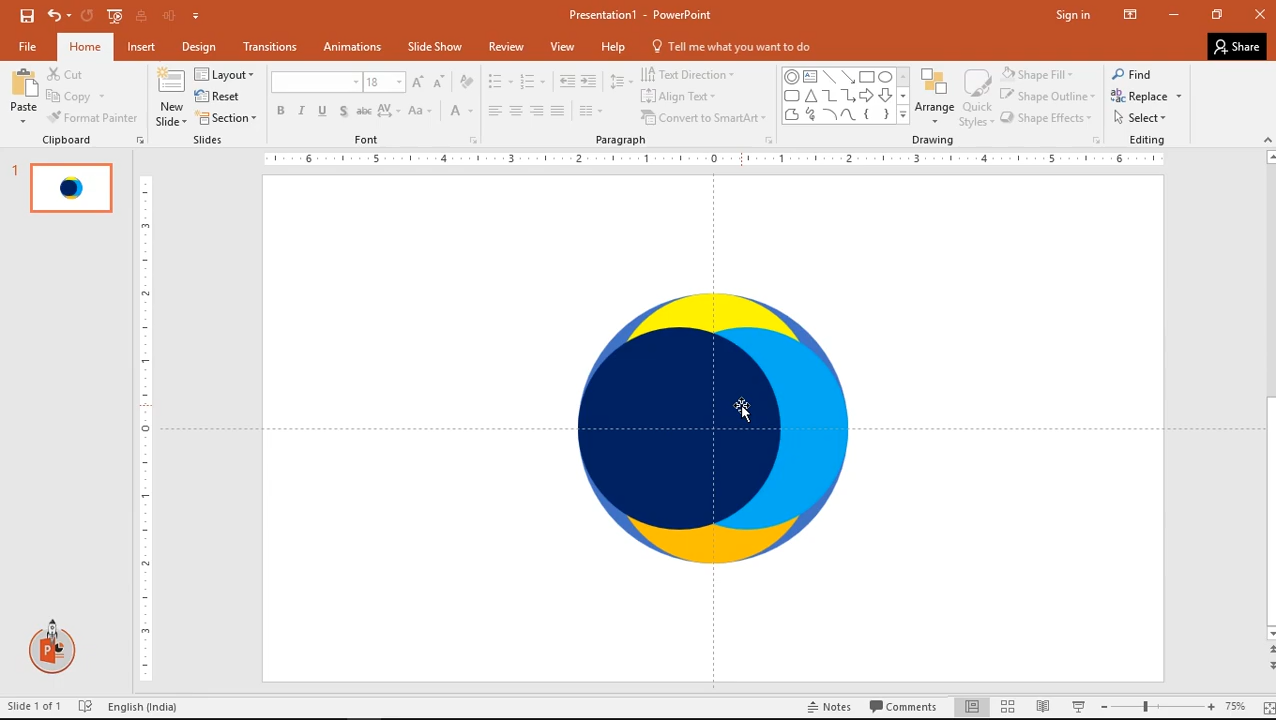 Presentation1 - PowerPoint
Sign in
File Home Insert Design Transitions Animations Slide Show Review View Help Tell me what you want to do Share
Paste
Cut
Copy
Format Painter
Clipboard
New
Slide
Layout
Reset
Section
Slides
18
B I U S abc AV Aa A
Font
Text Direction
Align Text
Convert to SmartArt
Paragraph
Arrange
Quick
Styles
Shape Fill
Shape Outline
Shape Effects
Drawing
Find
Replace
Select
Editing
6 5 4 3 2 1 0 1 2 3 4 5 6
1
3
2
1
0
1
2
3
P
Slide 1 of 1 English (India) Notes Comments 75%